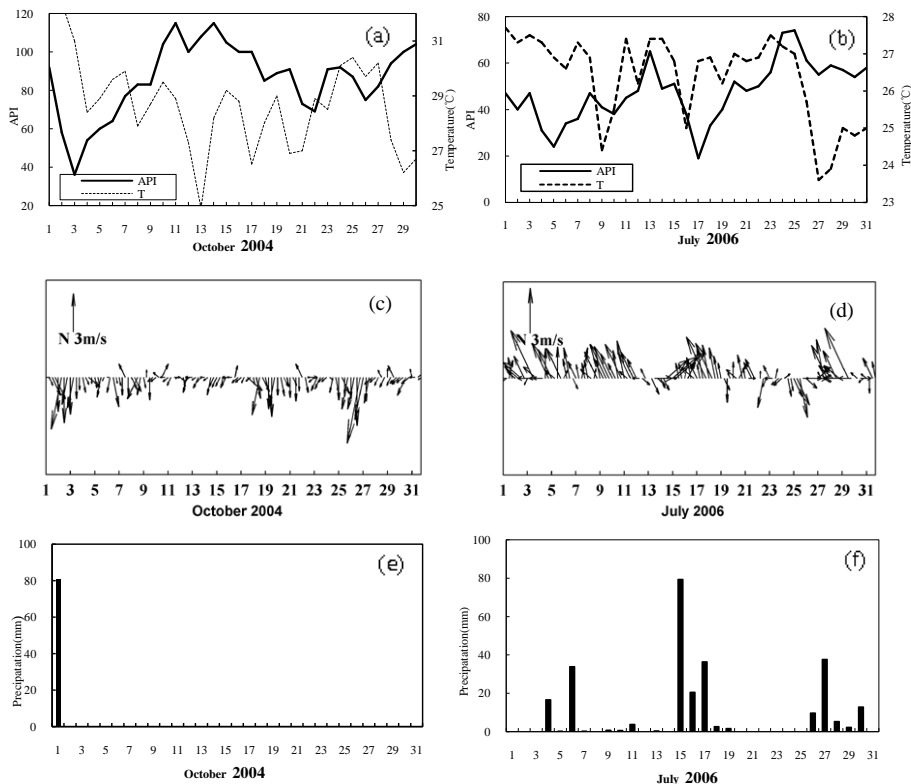 (a)
120
100
80
60
40
20
API
31
29
27
25
Temperature(℃)
API
T
1 3 5 7 9 11 13 15 17 19 21 23 25 27 29
October 2004
(b)
80
60
40
20
0
API
28
27
26
25
24
23
Temperature(℃)
API
T
1 3 5 7 9 11 13 15 17 19 21 23 25 27 29 31
July 2006
(c)
N 3m/s
1 3 5 7 9 11 13 15 17 19 21 23 25 27 29 31
October 2004
(d)
N 3m/s
1 3 5 7 9 11 13 15 17 19 21 23 25 27 29 31
July 2006
(e)
100
80
60
40
20
0
Precipatation(mm)
1 3 5 7 9 11 13 15 17 19 21 23 25 27 29 31
October 2004
(f)
100
80
60
40
20
0
Precipatation(mm)
1 3 5 7 9 11 13 15 17 19 21 23 25 27 29 31
July 2006